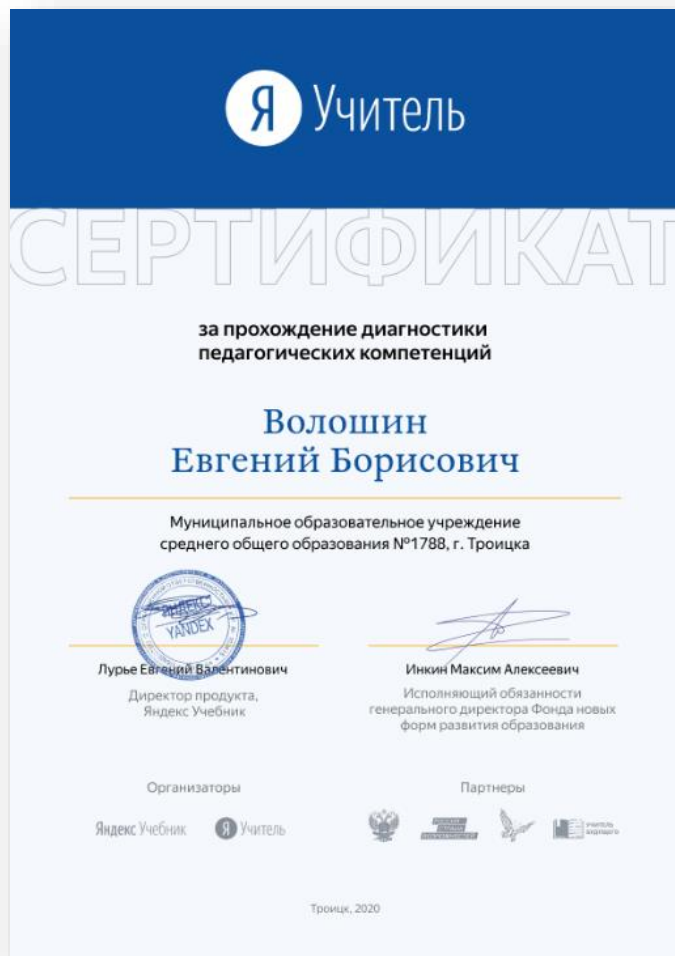 Я Учитель
СЕРТИФИКАТ
за прохождение диагностики
педагогических компетенций
Волошин
Евгений Борисович
Муниципальное образовательное учреждение
среднего общего образования №1788, г. Троицка
ЯНДЕКС
YANDEX
Лурье Евгений Валентинович
Директор продукта,
Яндекс Учебник
Инкин Максим Алексеевич
Исполняющий обязанности
генерального директора Фонда новых
форм развития образования
Организаторы
Партнеры
Яндекс Учебник
Я Учитель
Троицк, 2020